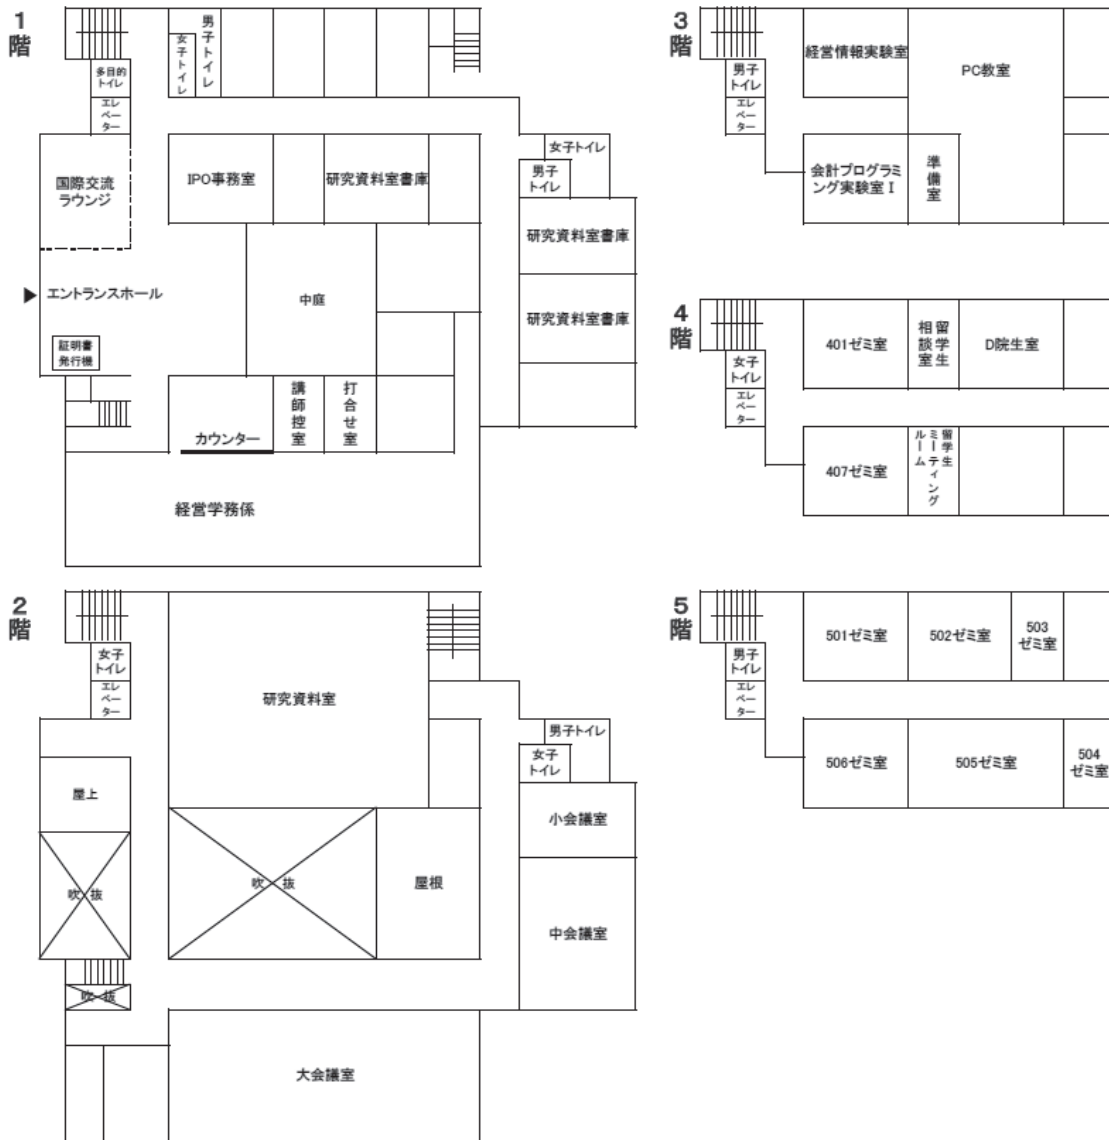 1
階
男子トイレ
女子トイレ
多目的
トイレ
エレ
ベー
ター
国際交流
ラウンジ
IPO事務室
研究資料室書庫
女子トイレ
男子
トイレ
研究資料室書庫
研究資料室書庫
エントランスホール
中庭
証明書
発行機
カウンター
講師控室
打合せ室
経営学務係
2
階
女子
トイレ
エレ
ベー
ター
研究資料室
男子トイレ
女子
トイレ
屋上
小会議室
吹抜
吹抜
屋根
中会議室
吹抜
大会議室
3
階
男子
トイレ
エレ
ベー
ター
経営情報実験室
PC教室
会計プログラミ
ング実験室Ⅰ
準備室
4
階
女子
トイレ
エレ
ベー
ター
401ゼミ室
留学生
相談室
D院生室
407ゼミ室
留学生
ミーティング
ルーム
5
階
男子
トイレ
エレ
ベー
ター
501ゼミ室
502ゼミ室
503
ゼミ室
506ゼミ室
505ゼミ室
504
ゼミ室